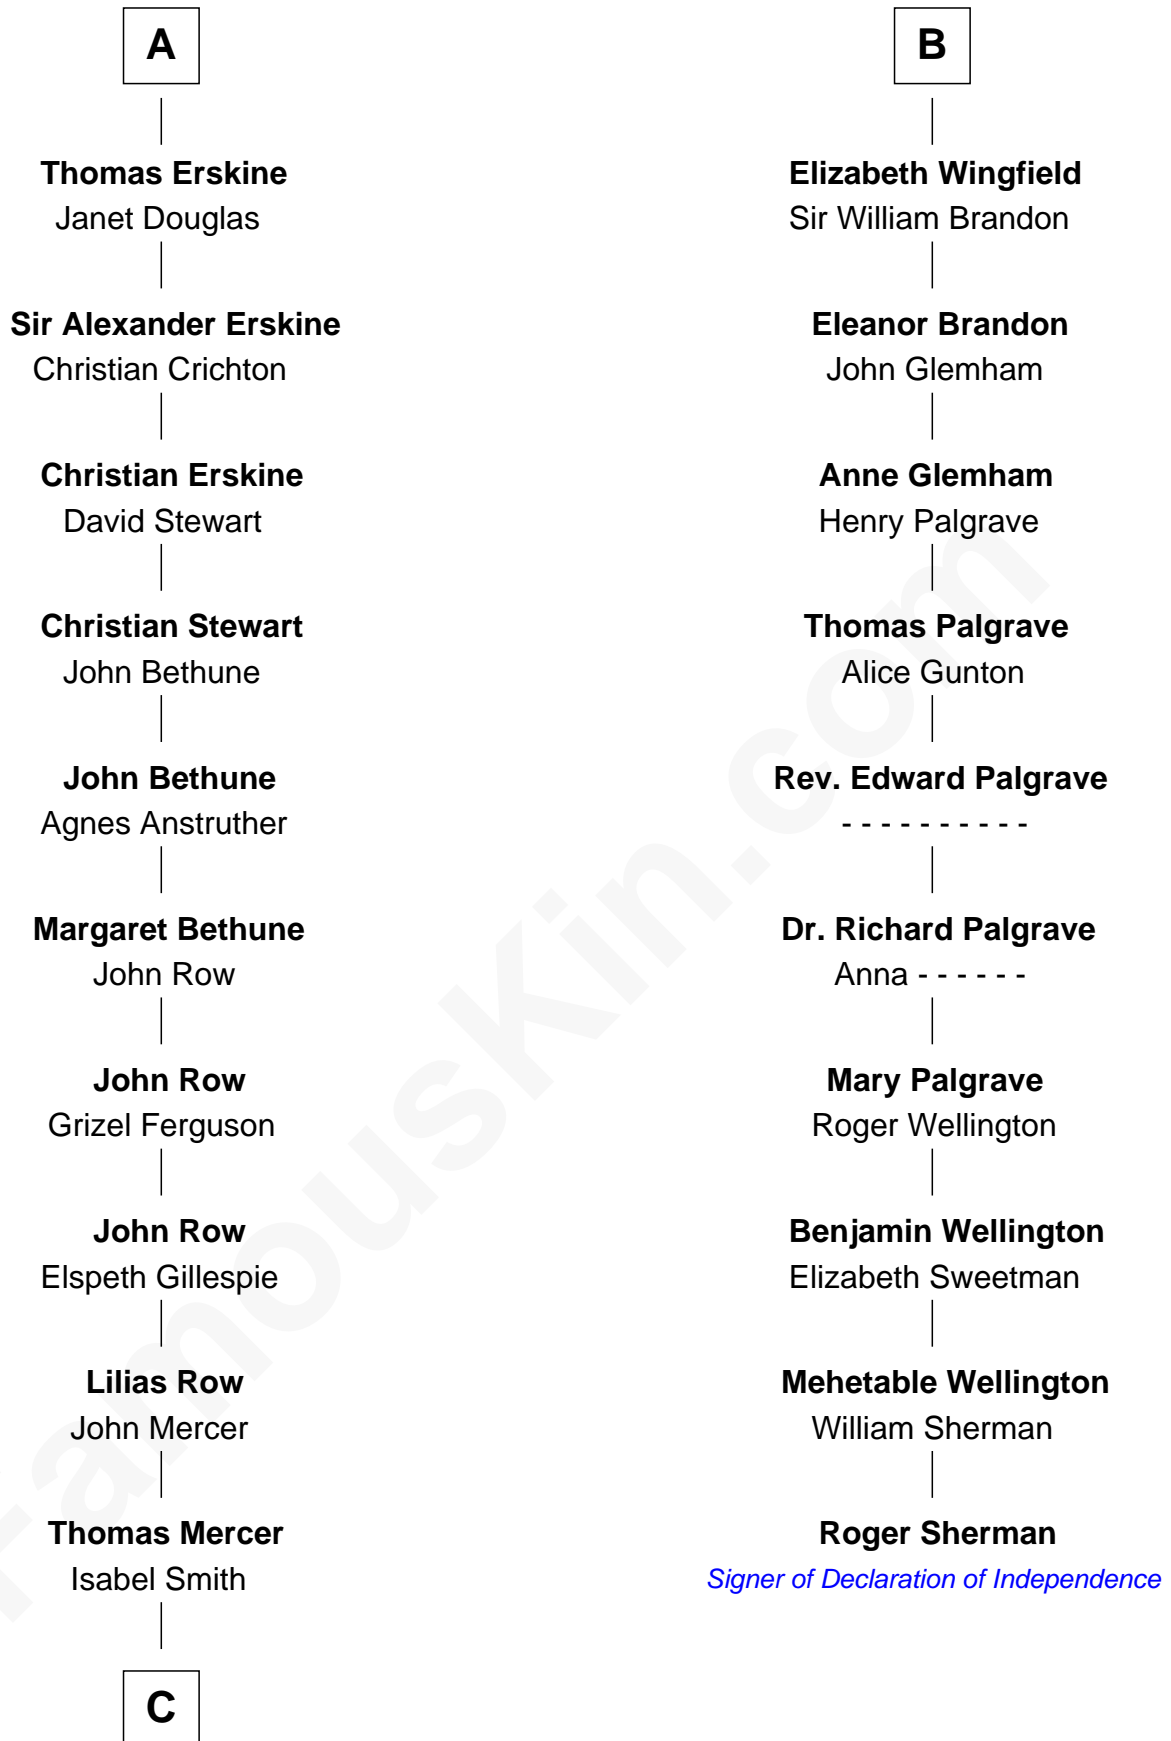 A
Thomas Erskine
Janet Douglas
Sir Alexander Erskine
Christian Crichton
Christian Erskine
David Stewart
Christian Stewart
John Bethune
John Bethune
Agnes Anstruther
Margaret Bethune
John Row
John Row
Grizel Ferguson
John Row
Elspeth Gillespie
Lilias Row
John Mercer
Thomas Mercer
Isabel Smith
C
B
Elizabeth Wingfield
Sir William Brandon
Eleanor Brandon
John Glemham
Anne Glemham
Henry Palgrave
Thomas Palgrave
Alice Gunton
Rev. Edward Palgrave
- - - - - - - - - -
Dr. Richard Palgrave
Anna - - - - - -
Mary Palgrave
Roger Wellington
Benjamin Wellington
Elizabeth Sweetman
Mehetable Wellington
William Sherman
Roger Sherman
Signer of Declaration of Independence
FamousKin.com